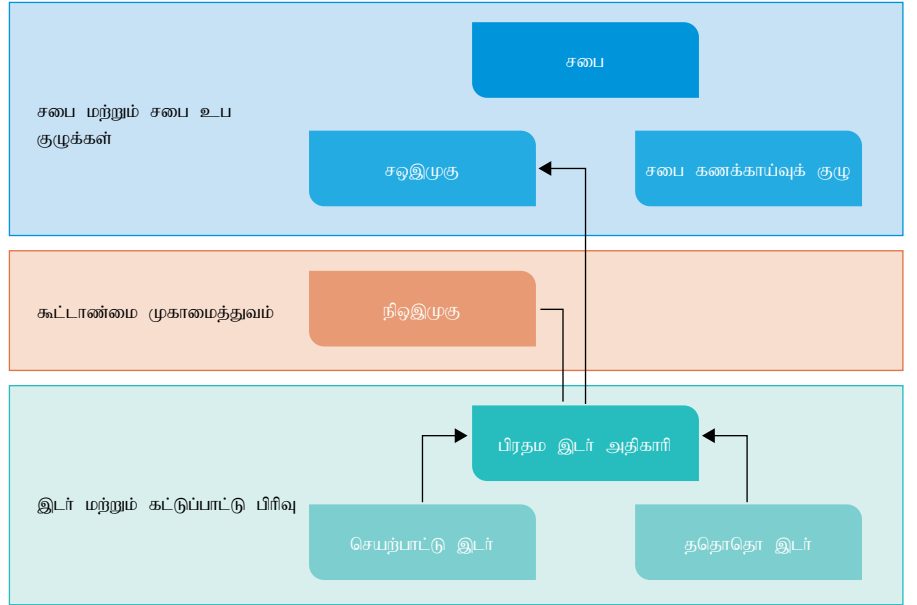 சபை
சபை மற்றும் சபை உப
குழுக்கள்
சஒஇமுகு
சபை கணக்காய்வுக் குழு
கூட்டாண்மை முகாமைத்துவம்
நிஒஇமுகு
பிரதம இடர் அதிகாரி
இடர் மற்றும் கட்டுப்பாட்டு பிரிவு
செயற்பாட்டு இடர்
ததொதொ இடர்